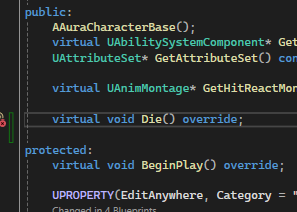 public:
AAuraCharacterBase();
virtual UAbilitySystemComponent* Get
UAttributeSet* GetAttributeSet() con
virtual UAnimMontage* GetHitReactMon
virtual void Die() override;
protected:
virtual void BeginPlay() override;
UPROPERTY(EditAnywhere, Category = "
Changed in 4 Blueprints